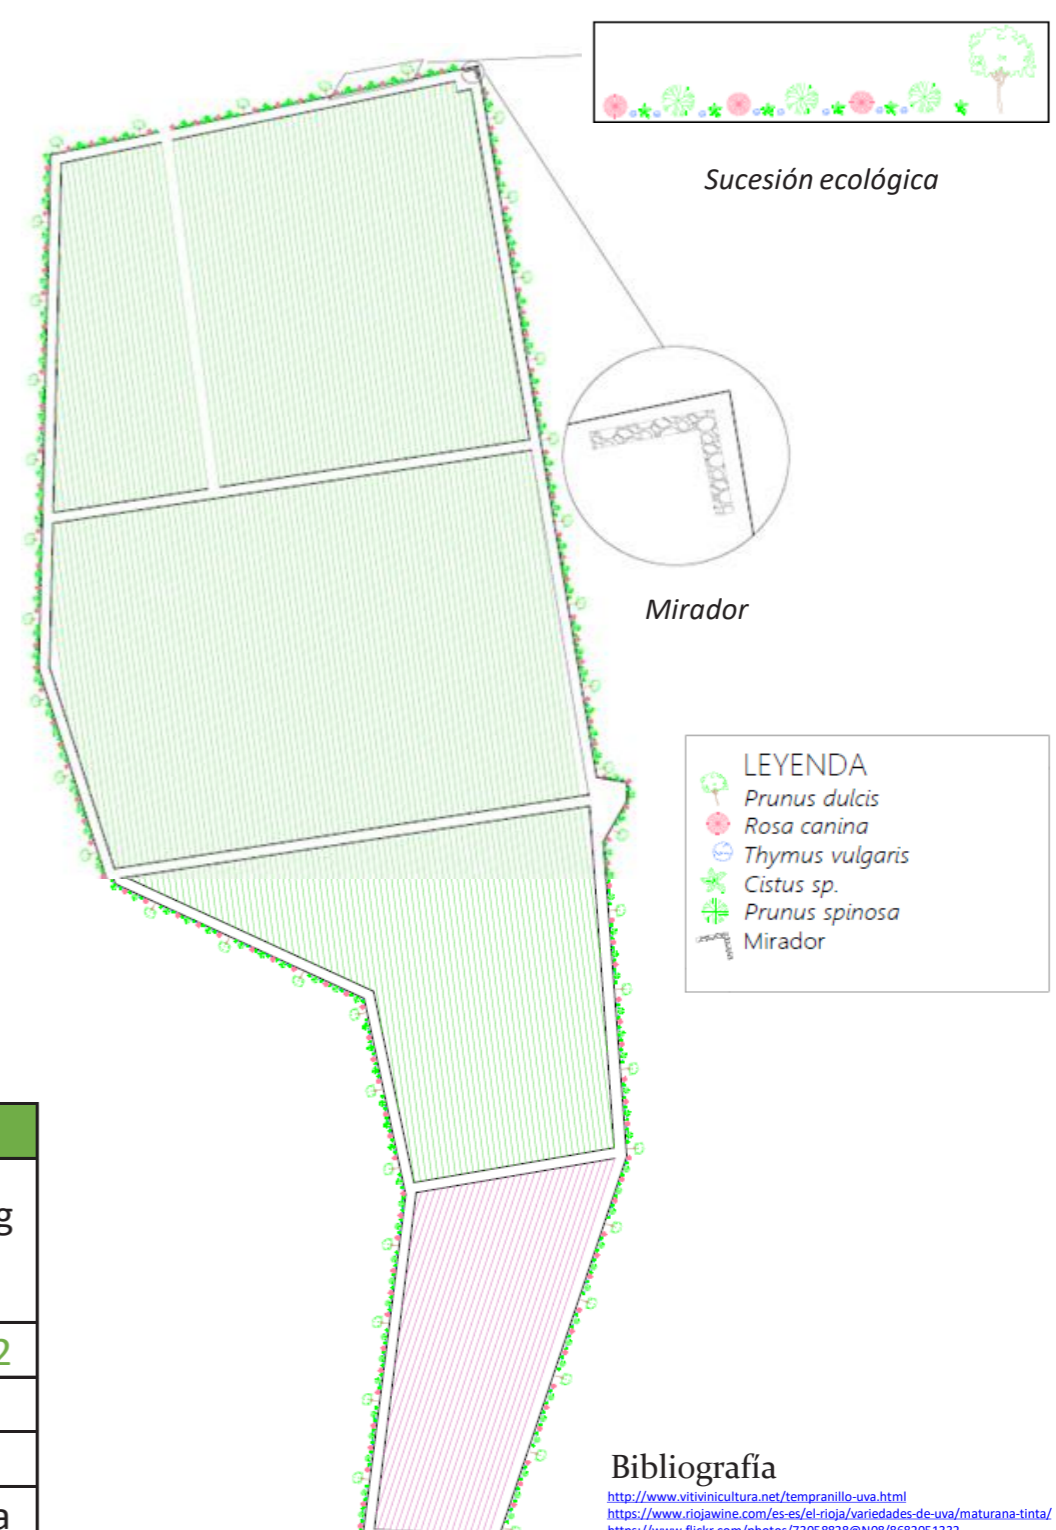 Sucesión ecológica
Mirador
LEYENDA
Prunus dulcis
Rosa canina
Thymus vulgaris
Cistus sp.
Prunus spinosa
Mirador
g
2
a
Bibliografía
http://www.vitivinicultura.net/tempranillo-uva.html
https://www.riojawine.com/es-es/el-rioja/variedades-de-uva/maturana-tinta/